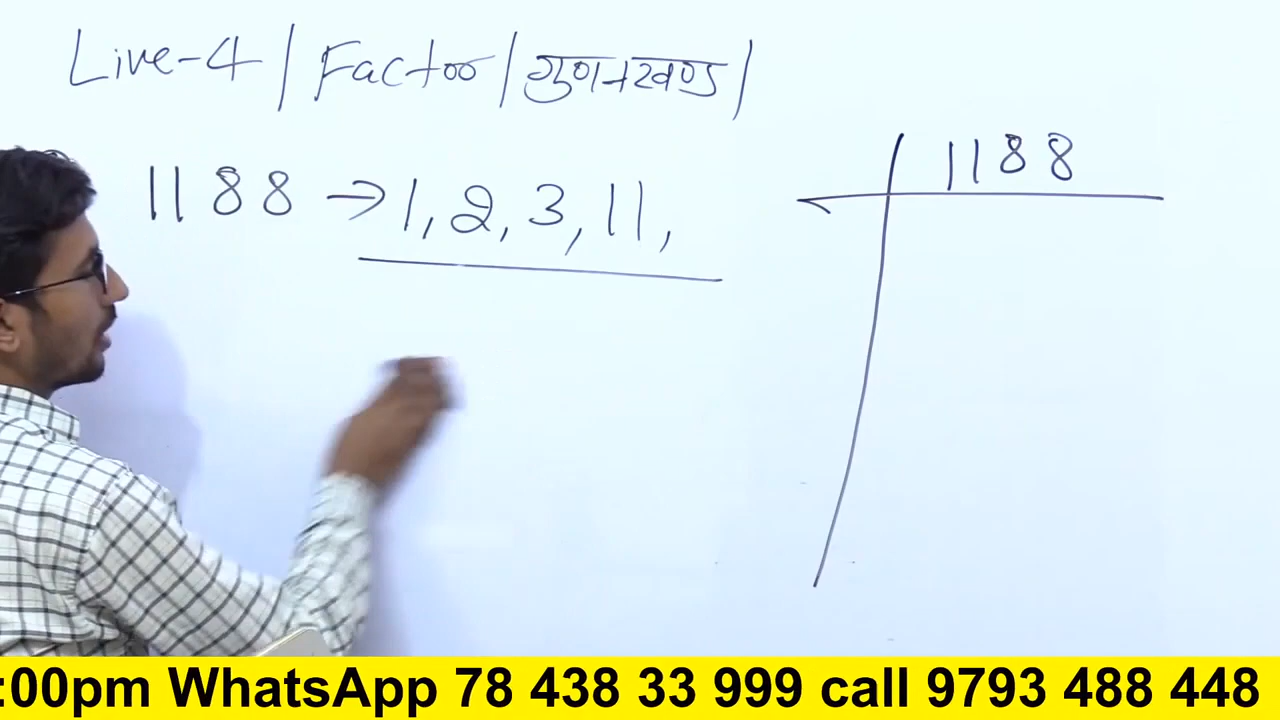 Live-4 / Factor / गुणनखण्ड /
1188 → 1, 2, 3, 11,
1188
:00pm WhatsApp 78 438 33 999 call 9793 488 448